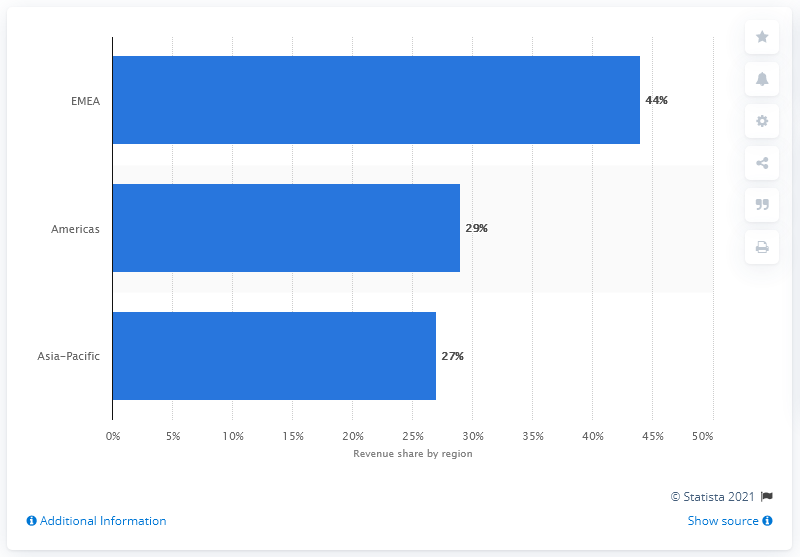 EMEA
44%
Americas
29%
Asia-Pacific
27%
0% 5% 10% 15% 20% 25% 30% 35% 40% 45% 50%
Revenue share by region
© Statista 2021
Additional Information
Show source